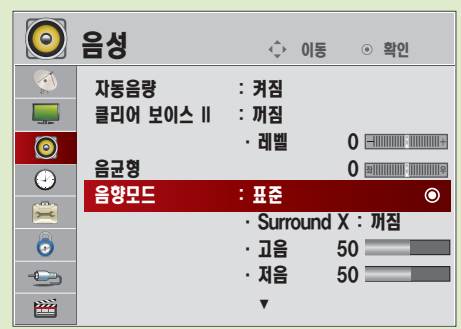 음성 이동 확인
자동음량 : 켜짐
클리어 보이스 II : 꺼짐
· 레벨 0 - +
음균형 0 좌 우
음향모드 : 표준
· Surround X : 꺼짐
· 고음 50
· 저음 50